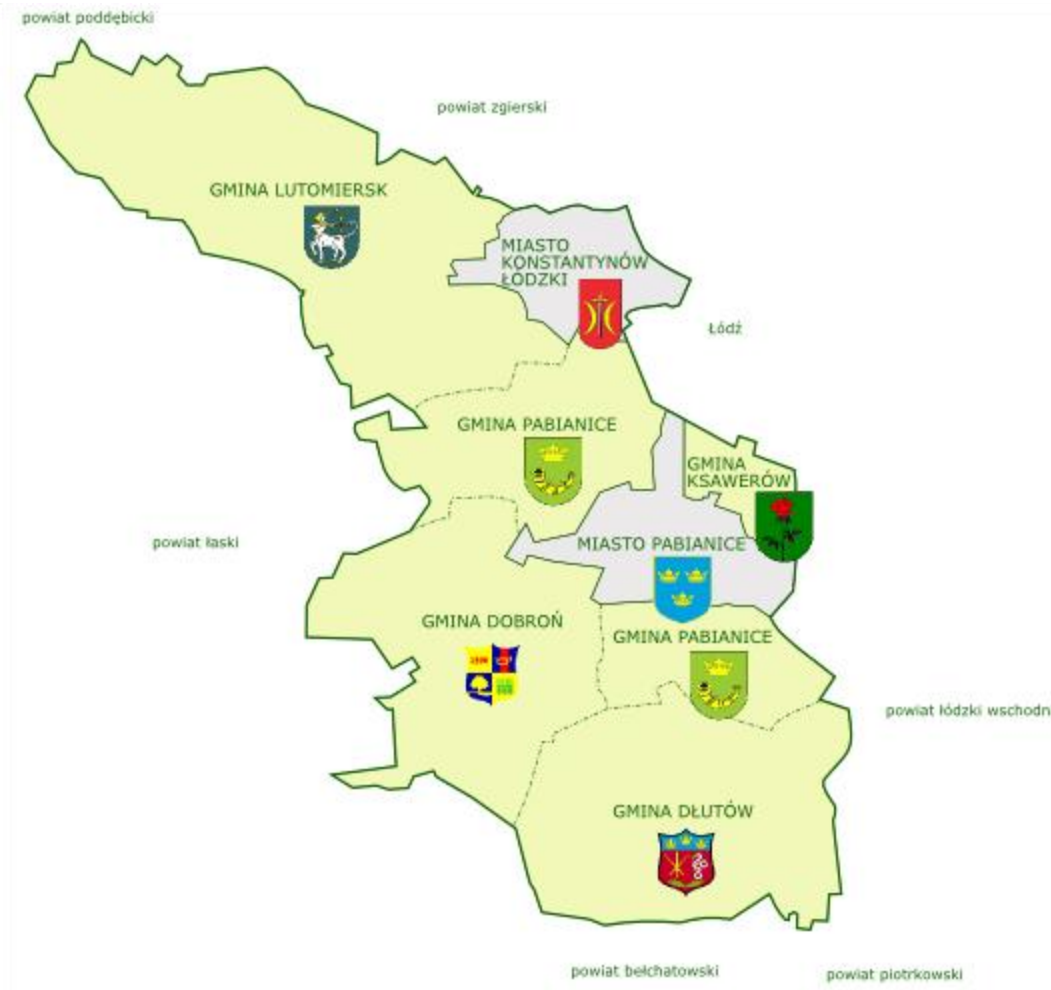 powiat poddębicki
powiat zgierski
GMINA LUTOMIERSK
MIASTO
KONSTANTYNÓW
ŁÓDZKI
Łódź
GMINA PABIANICE
GMINA
KSAWERÓW
powiat łaski
MIASTO PABIANICE
GMINA DOBROŃ
GMINA PABIANICE
powiat łódzki wschodn
GMINA DŁUTÓW
powiat bełchatowski
powiat piotrkowski